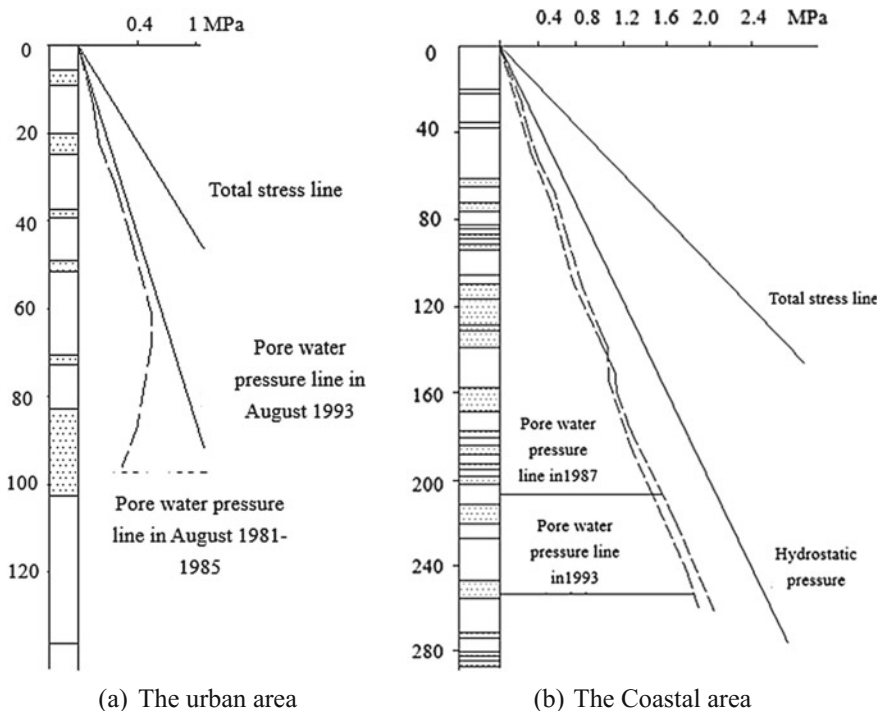 0.4 1 MPa
0
20
40
60
80
100
120
Total stress line
Pore water
pressure line in
August 1993
Pore water pressure
line in August 1981-
1985
(a) The urban area
0.4 0.8 1.2 1.6 2.0 2.4 MPa
0
40
80
120
160
200
240
280
Total stress line
Pore water
pressure
line in1987
Pore water
pressure line
in1993
Hydrostatic
pressure
(b) The Coastal area